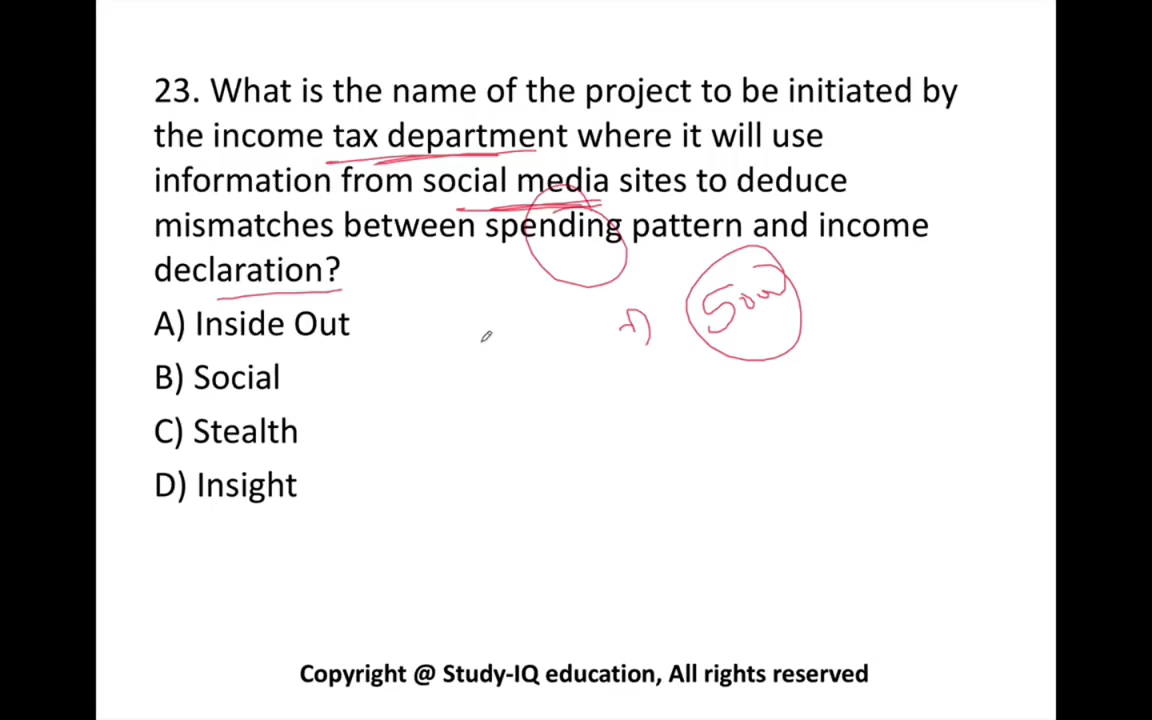 23. What is the name of the project to be initiated by
the income tax department where it will use
information from social media sites to deduce
mismatches between spending pattern and income
declaration?
A) Inside Out
B) Social
C) Stealth
D) Insight
Copyright @ Study-IQ education, All rights reserved